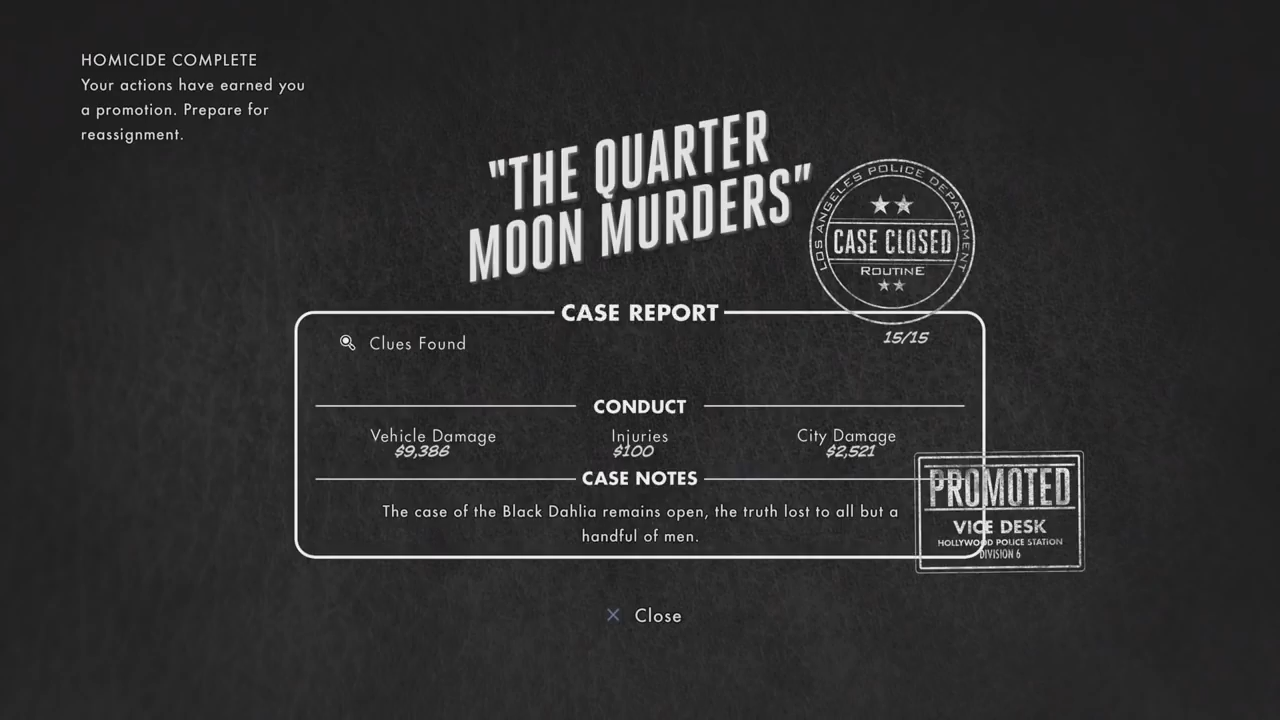 HOMICIDE COMPLETE
Your actions have earned you
a promotion. Prepare for
reassignment.
"THE QUARTER
MOON MURDERS"
LOS ANGELES POLICE DEPARTMENT
CASE CLOSED
ROUTINE
CASE REPORT
Clues Found
15/15
CONDUCT
Vehicle Damage
$9,386
Injuries
$100
City Damage
$2,521
CASE NOTES
The case of the Black Dahlia remains open, the truth lost to all but a
handful of men.
PROMOTED
VICE DESK
HOLLYWOOD POLICE STATION
DIVISION 6
Close